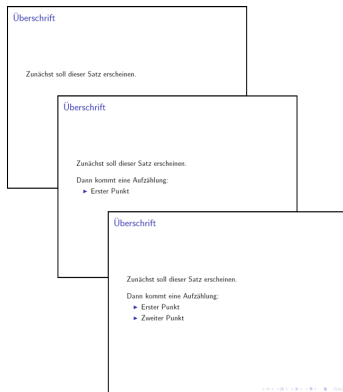 Überschrift
Zunächst soll dieser Satz erscheinen.
Überschrift
Zunächst soll dieser Satz erscheinen.
Dann kommt eine Aufzählung:
Erster Punkt
Überschrift
Zunächst soll dieser Satz erscheinen.
Dann kommt eine Aufzählung:
Erster Punkt
Zweiter Punkt